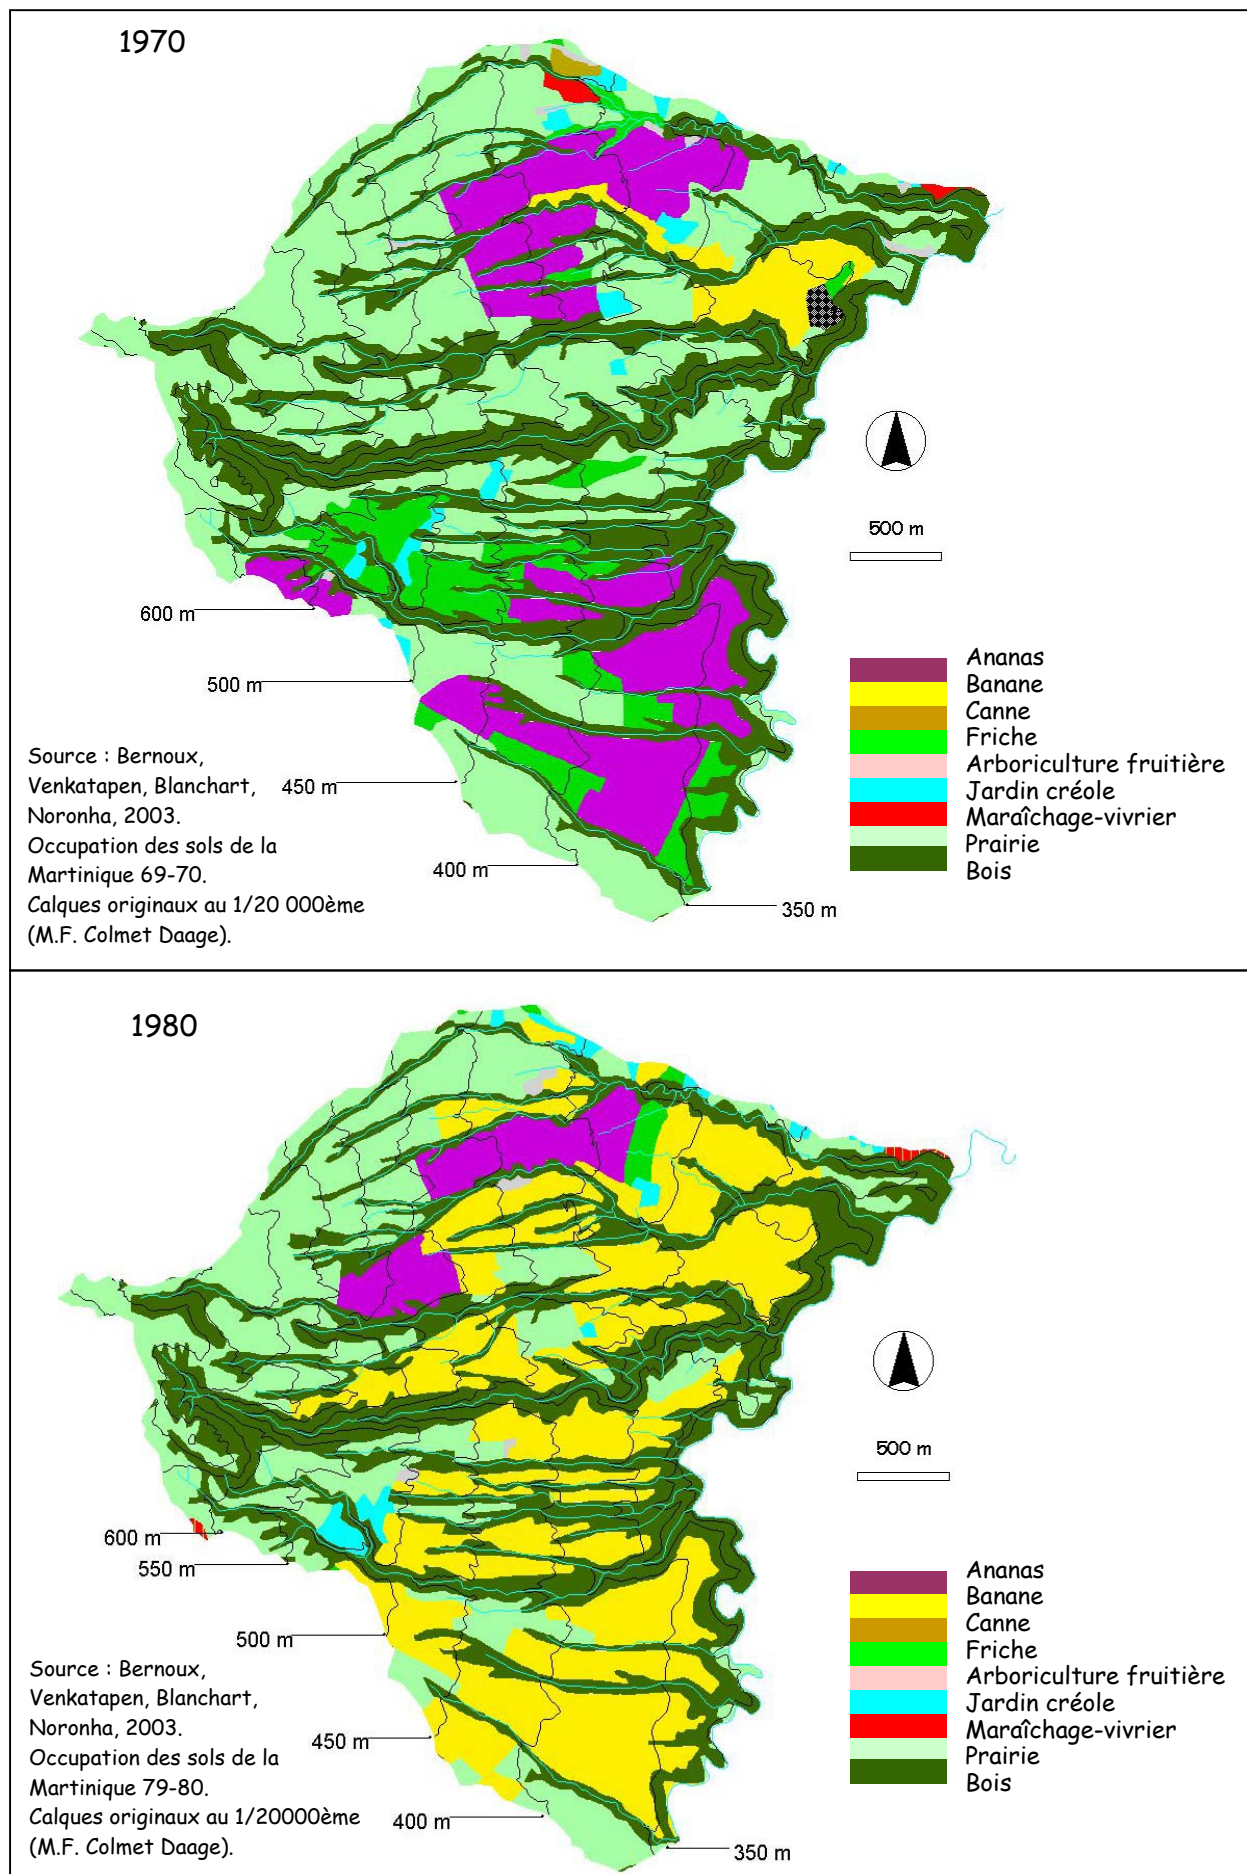 1970
500 m
600 m
500 m
450 m
400 m
350 m
Ananas
Banane
Canne
Friche
Arboriculture fruitière
Jardin créole
Maraîchage-vivrier
Prairie
Bois
Source : Bernoux,
Venkatapen, Blanchart,
Noronha, 2003.
Occupation des sols de la
Martinique 69-70.
Calques originaux au 1/20 000ème
(M.F. Colmet Daage).
1980
500 m
600 m
550 m
500 m
450 m
400 m
350 m
Ananas
Banane
Canne
Friche
Arboriculture fruitière
Jardin créole
Maraîchage-vivrier
Prairie
Bois
Source : Bernoux,
Venkatapen, Blanchart,
Noronha, 2003.
Occupation des sols de la
Martinique 79-80.
Calques originaux au 1/20000ème
(M.F. Colmet Daage).